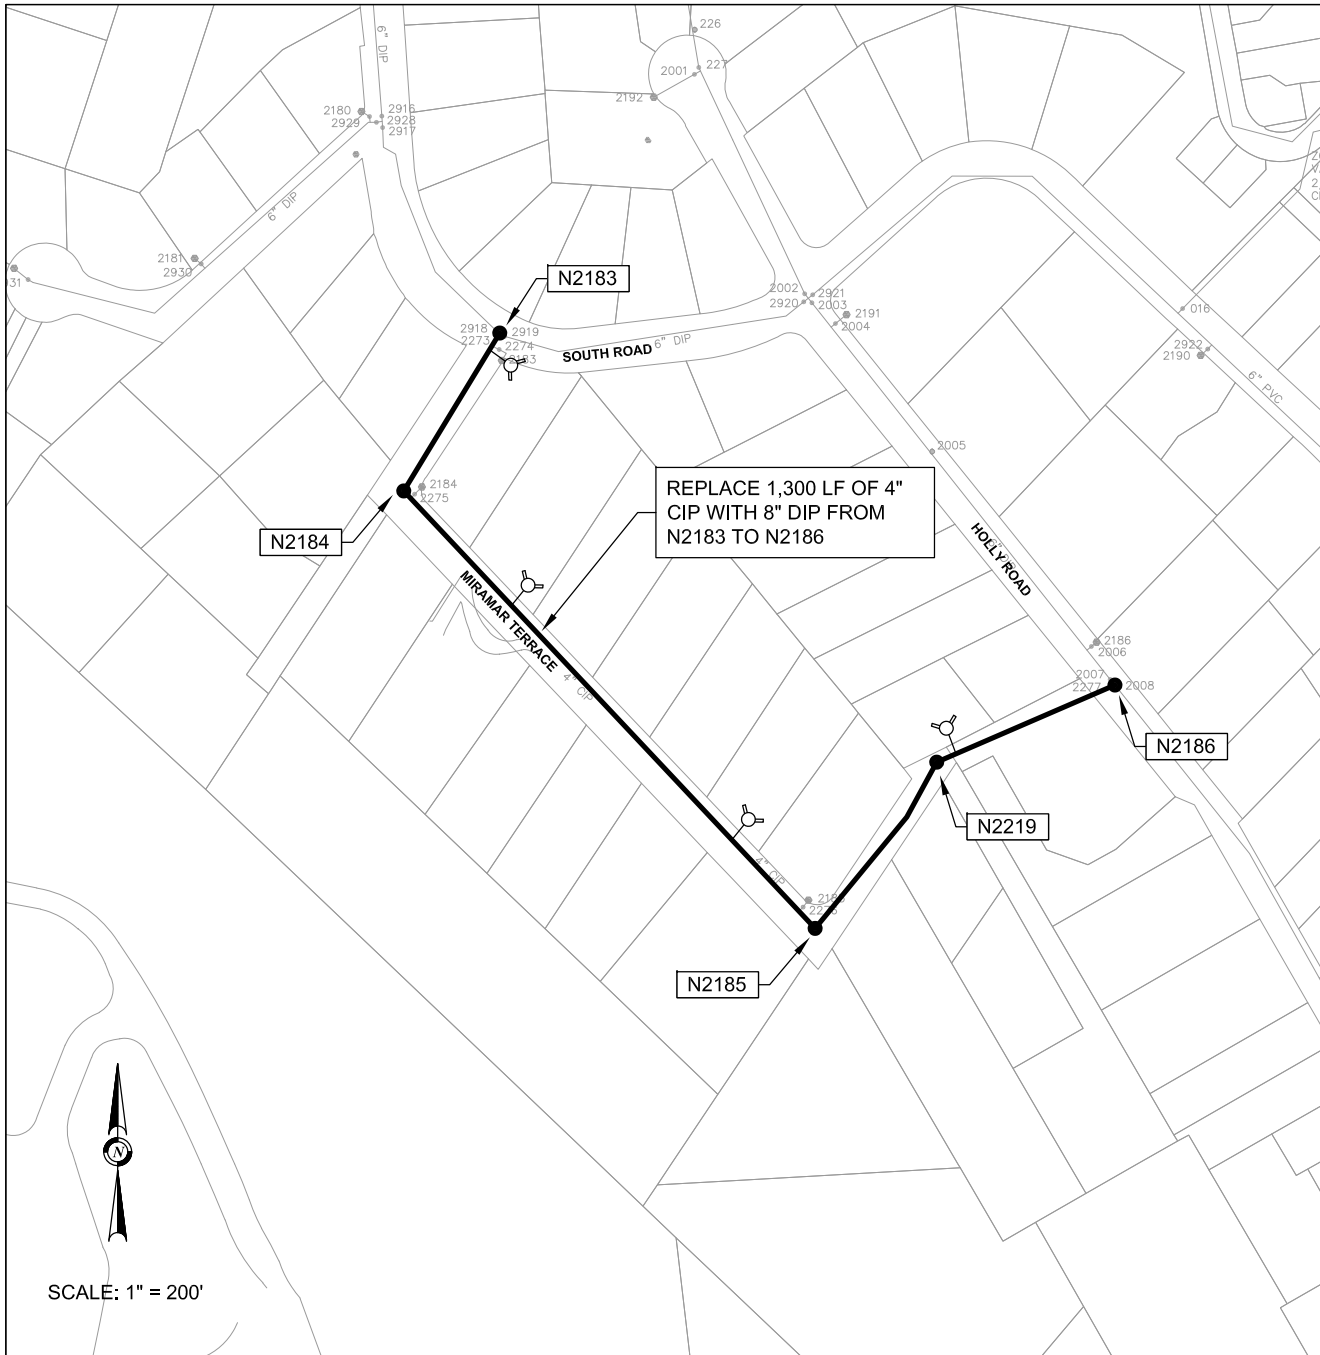 226
227
2001
2192
6" DIP
2180
2929
2916
2928
2917
6" DIP
2181
2930
N2183
2918
2919
2273
2274
SOUTH ROAD
6" DIP
2002
2920
2921
2003
2191
2004
016
2922
2190
6" PVC
2005
2184
2275
N2184
REPLACE 1,300 LF OF 4"
CIP WITH 8" DIP FROM
N2183 TO N2186
HOLLY ROAD
MIRAMAR TERRACE
4" CIP
2186
2006
2007
2277
2008
N2186
N2219
4" CIP
N2185
N
SCALE: 1" = 200'